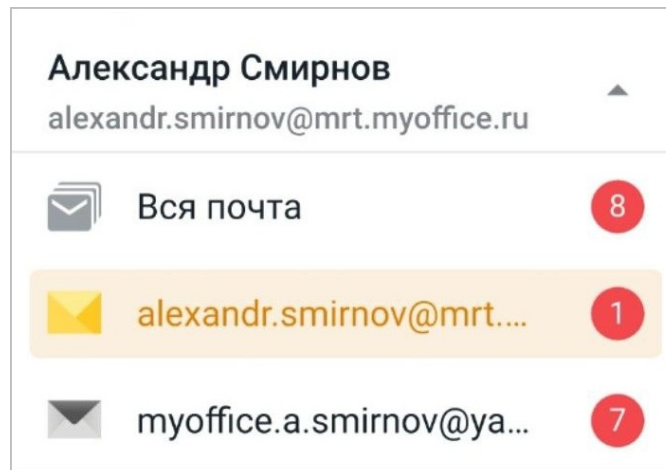 Александр Смирнов
alexandr.smirnov@mrt.myoffice.ru
Вся почта 8
alexandr.smirnov@mrt.... 1
myoffice.a.smirnov@ya... 7